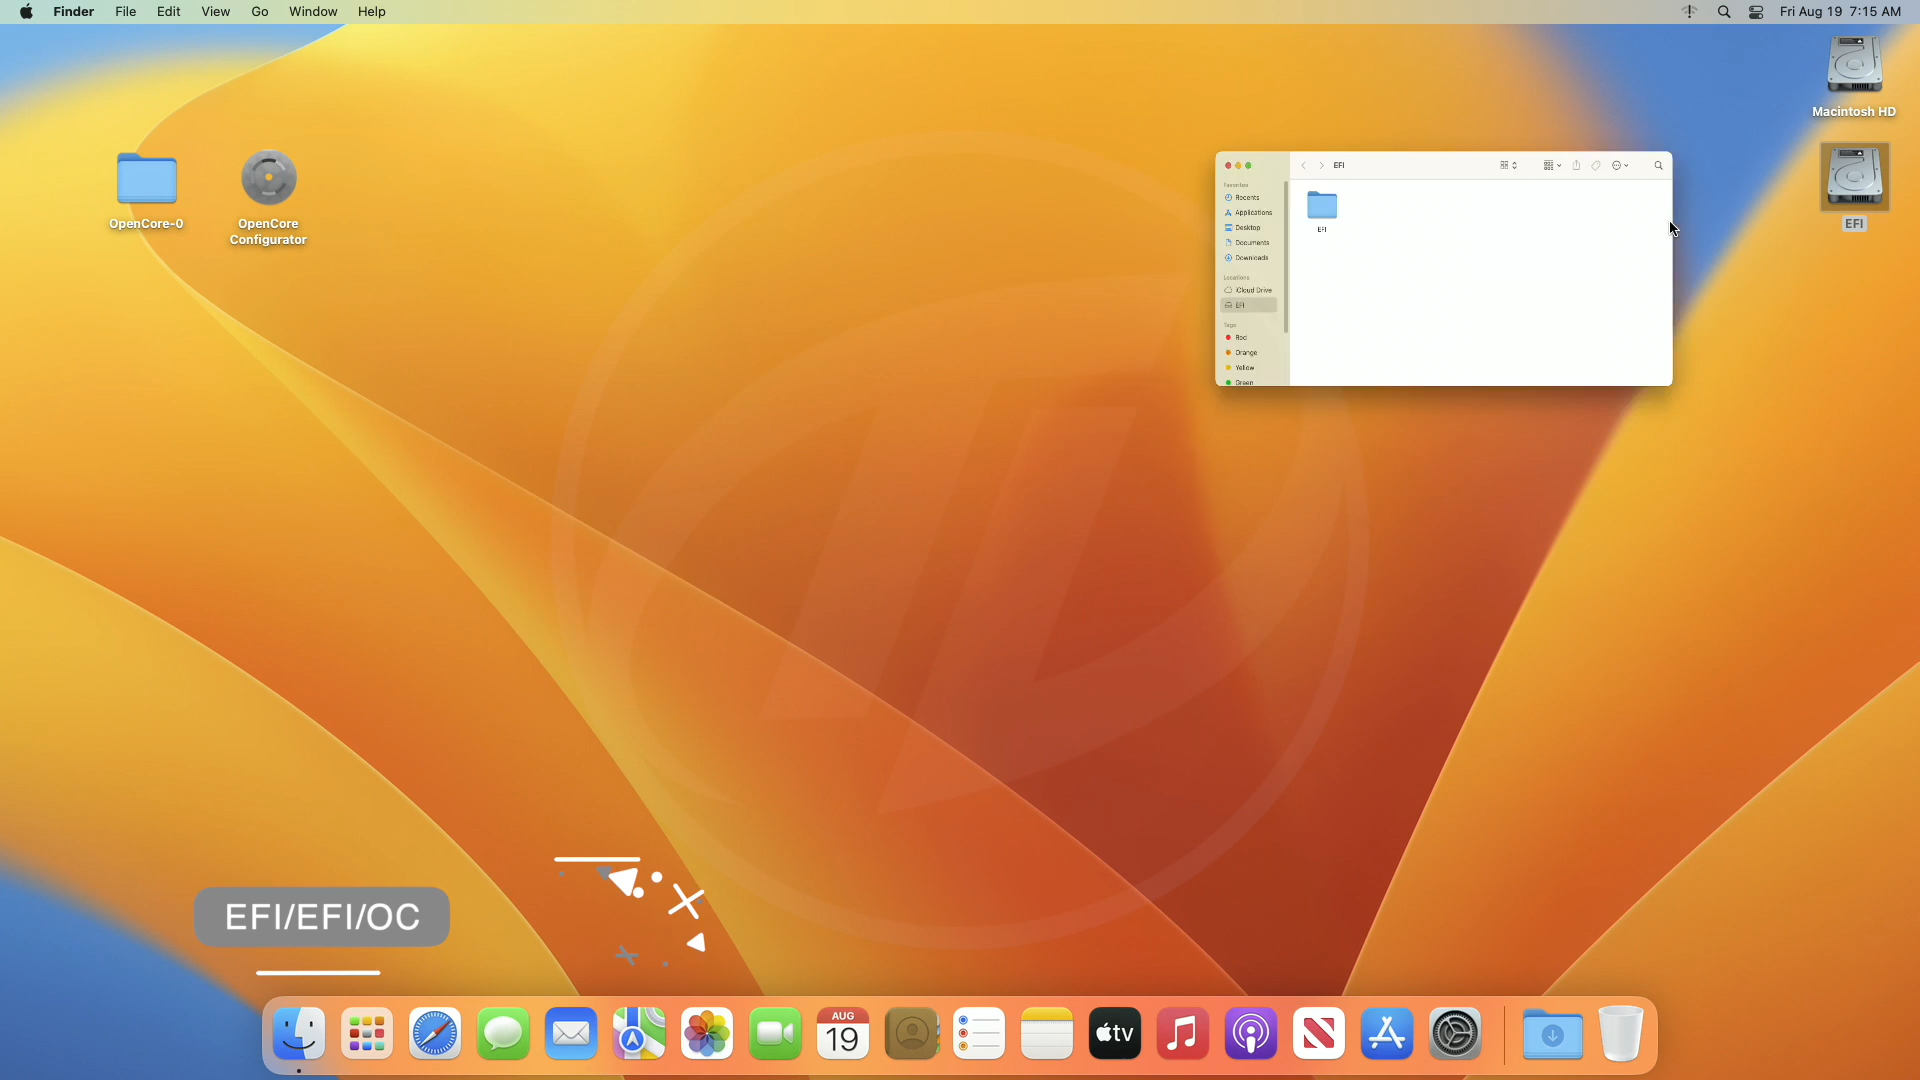 Finder File Edit View Go Window Help
Fri Aug 19 7:15 AM
Macintosh HD
EFI
OpenCore-0
OpenCore
Configurator
EFI
Favorites
Recents
Applications
Desktop
Documents
Downloads
Locations
iCloud Drive
EFI
Tags
Red
Orange
Yellow
Green
EFI
EFI/EFI/OC
AUG
19
tv